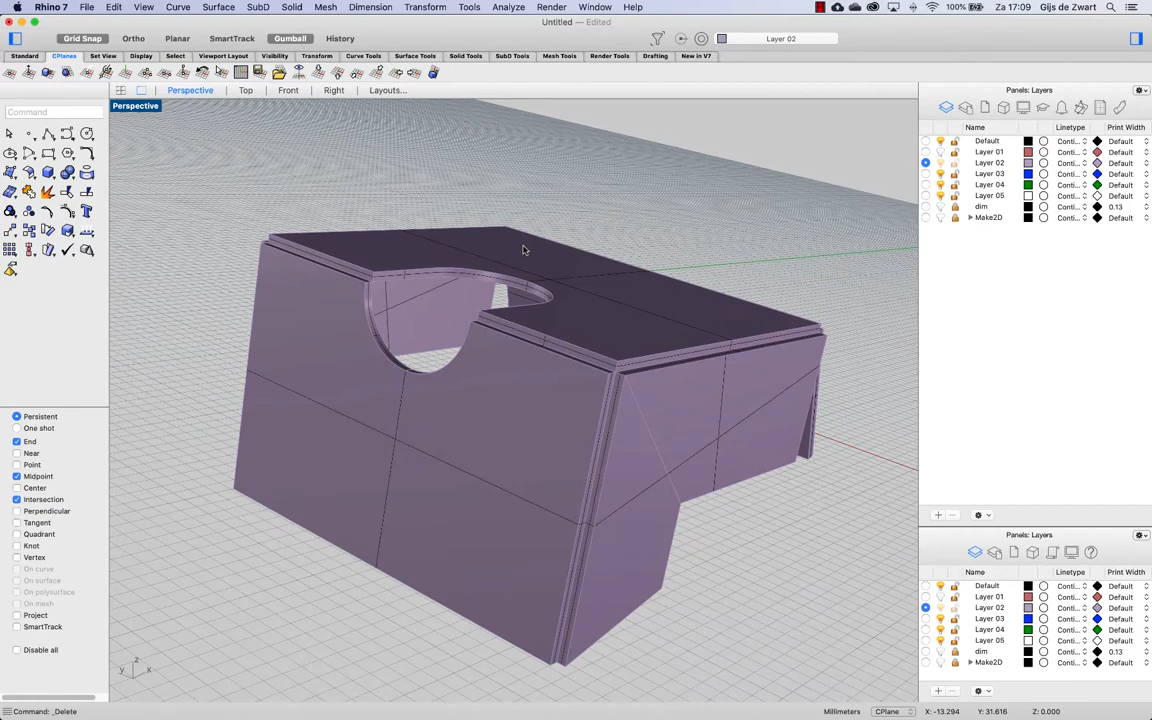 Rhino 7 File Edit View Curve Surface SubD Solid Mesh Dimension Transform Tools Analyze Render Window Help 100% Za 17:09 Gijs de Zwart
Untitled — Edited
Grid Snap Ortho Planar SmartTrack Gumball History Layer 02
Standard CPlanes Set View Display Select Viewport Layout Visibility Transform Curve Tools Surface Tools Solid Tools SubD Tools Mesh Tools Render Tools Drafting New in V7
Perspective Top Front Right Layouts... Panels: Layers
Perspective
Command
Name Linetype Print Width
Default Conti... Default
Layer 01 Conti... Default
Layer 02 Conti... Default
Layer 03 Conti... Default
Layer 04 Conti... Default
Layer 05 Conti... Default
dim Conti... 0.13
Make2D Conti... Default
Persistent
One shot
End
Near
Point
Midpoint
Center
Intersection
Perpendicular
Tangent
Quadrant
Knot
Vertex
On curve
On surface
On polysurface
On mesh
Project
SmartTrack
Disable all
Panels: Layers
Name Linetype Print Width
Default Conti... Default
Layer 01 Conti... Default
Layer 02 Conti... Default
Layer 03 Conti... Default
Layer 04 Conti... Default
Layer 05 Conti... Default
dim Conti... 0.13
Make2D Conti... Default
z
y x
Command: _Delete Millimeters CPlane X: -13.294 Y: 31.616 Z: 0.000